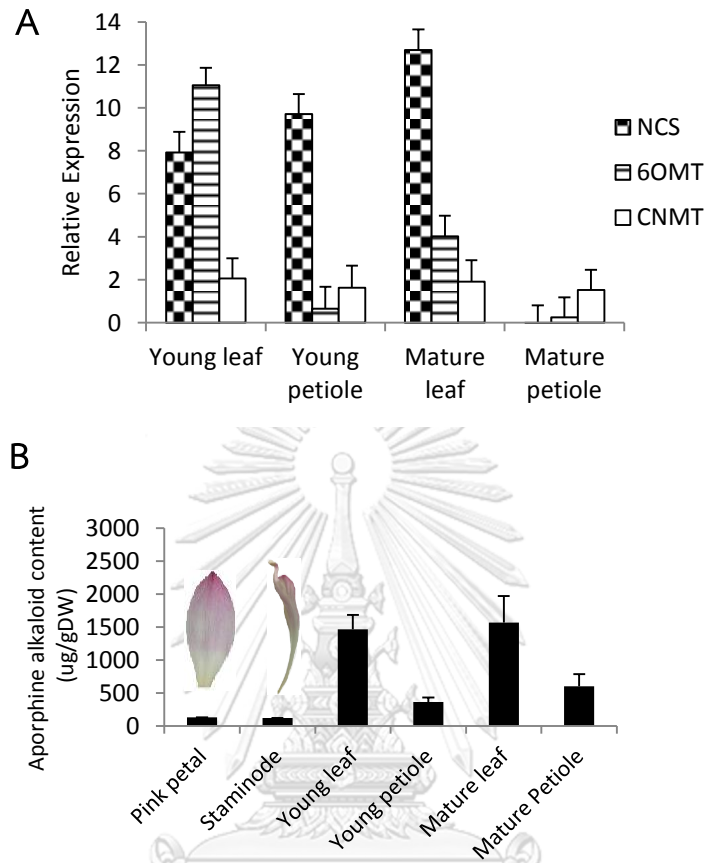 A
14
12
10
8
6
4
2
0
Relative Expression
NCS
6OMT
CNMT
Young leaf
Young
petiole
Mature
leaf
Mature
petiole
B
Aporphine alkaloid content
(ug/gDW)
3000
2500
2000
1500
1000
500
0
Pink petal
Staminode
Young leaf
Young petiole
Mature leaf
Mature Petiole